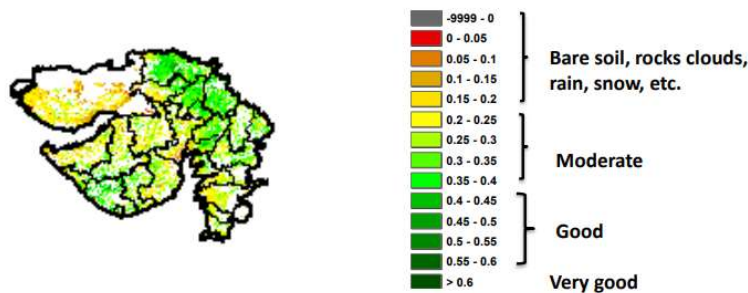 -9999 - 0
0 - 0.05
0.05 - 0.1
0.1 - 0.15
0.15 - 0.2
0.2 - 0.25
0.25 - 0.3
0.3 - 0.35
0.35 - 0.4
0.4 - 0.45
0.45 - 0.5
0.5 - 0.55
0.55 - 0.6
> 0.6
Bare soil, rocks clouds,
rain, snow, etc.
Moderate
Good
Very good